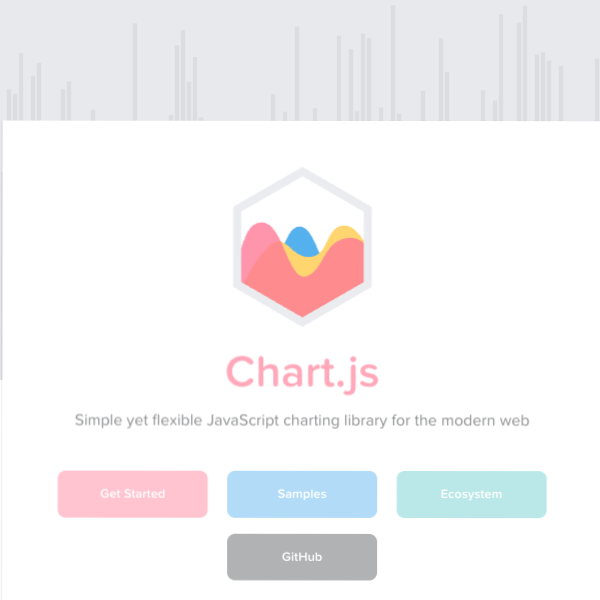 Chart.js
Simple yet flexible JavaScript charting library for the modern web
Get Started
Samples
Ecosystem
GitHub